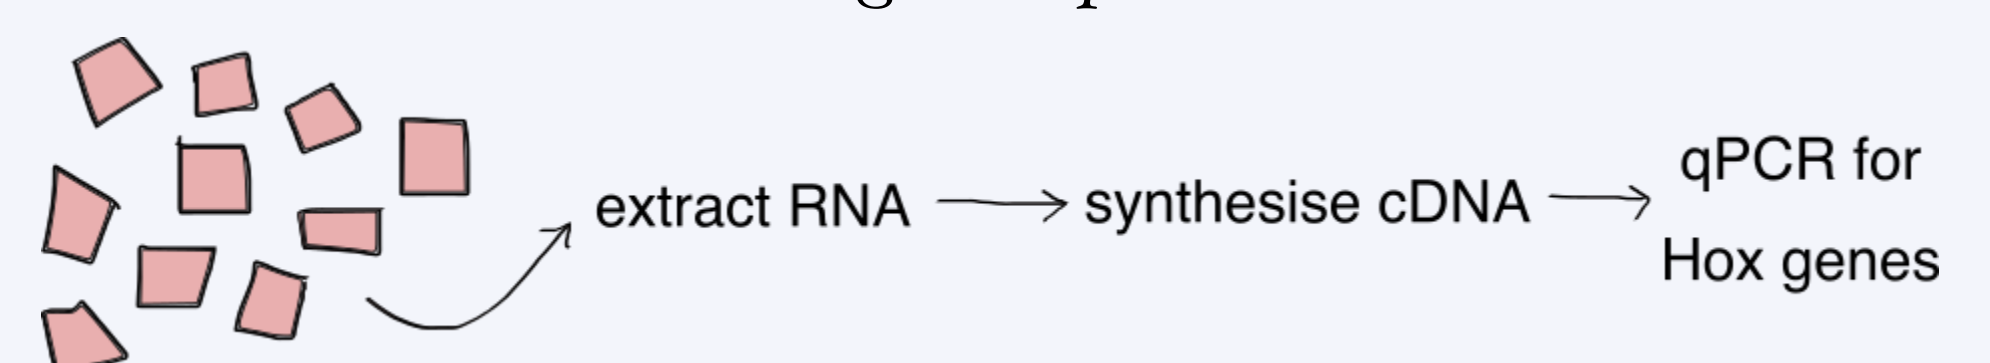 extract RNA → synthesise cDNA → qPCR for
Hox genes